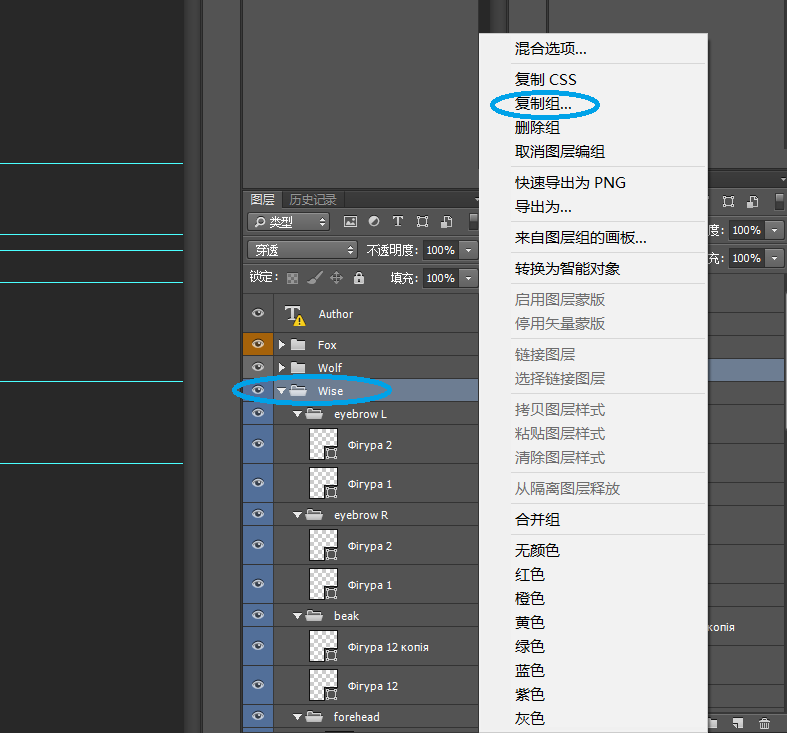 图层 历史记录
类型
穿透 不透明度: 100%
锁定: 填充: 100%
Author
Fox
Wolf
Wise
eyebrow L
Фігура 2
Фігура 1
eyebrow R
Фігура 2
Фігура 1
beak
Фігура 12 копія
Фігура 12
forehead
混合选项...
复制 CSS
复制组...
删除组
取消图层编组
快速导出为 PNG
导出为...
来自图层组的画板...
转换为智能对象
启用图层蒙版
停用矢量蒙版
链接图层
选择链接图层
拷贝图层样式
粘贴图层样式
清除图层样式
从隔离图层释放
合并组
无颜色
红色
橙色
黄色
绿色
蓝色
紫色
灰色
度: 100%
充: 100%
копія